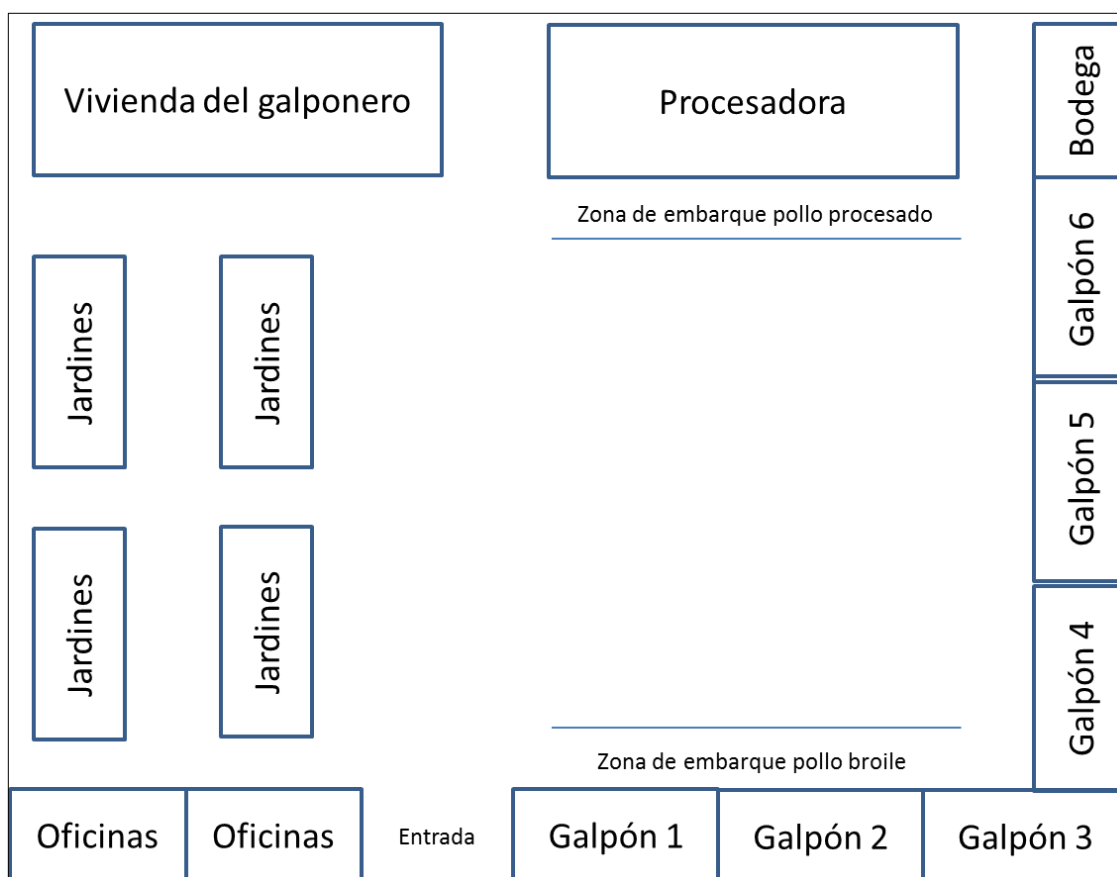 Vivienda del galponero
Procesadora
Bodega
Zona de embarque pollo procesado
Galpón 6
Jardines
Jardines
Galpón 5
Jardines
Jardines
Galpón 4
Zona de embarque pollo broile
Oficinas
Oficinas
Entrada
Galpón 1
Galpón 2
Galpón 3